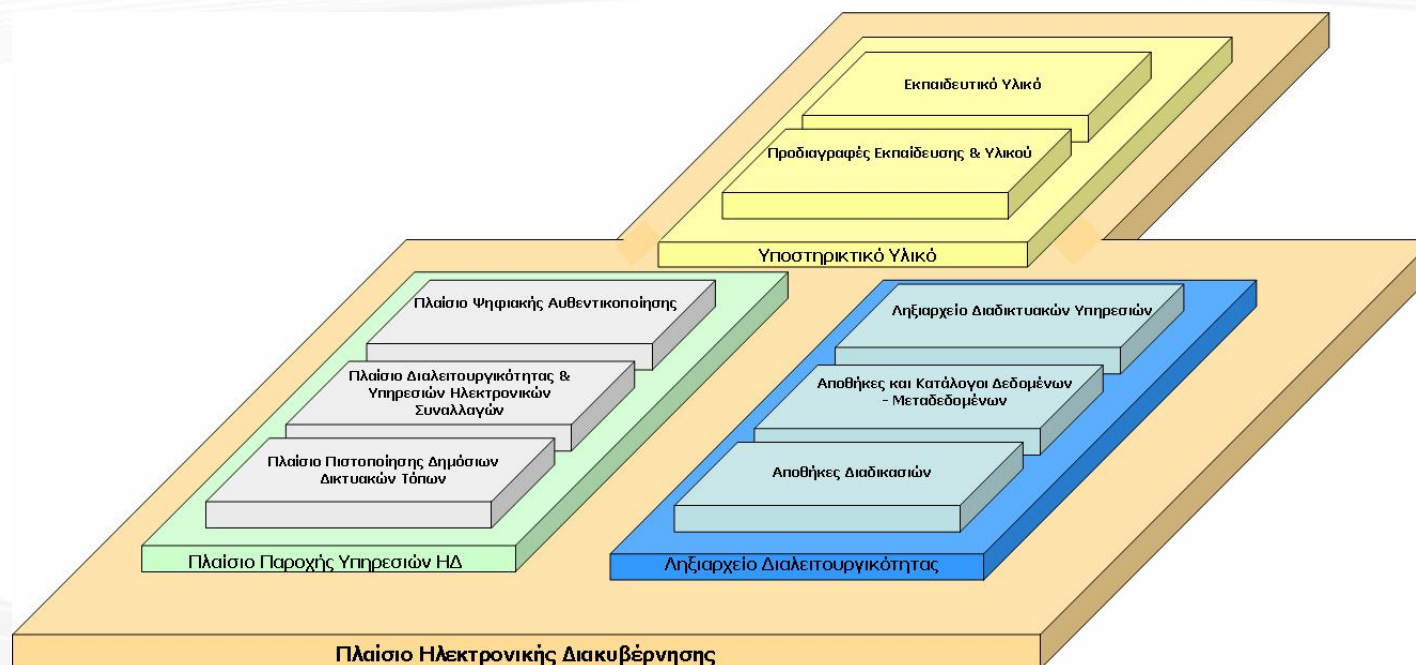 Εκπαιδευτικό Υλικό
Προδιαγραφές Εκπαίδευσης & Υλικού
Υποστηρικτικό Υλικό
Πλαίσιο Ψηφιακής Αυθεντικοποίησης
Πλαίσιο Διαλειτουργικότητας &
Υπηρεσιών Ηλεκτρονικών
Συναλλαγών
Πλαίσιο Πιστοποίησης Δημόσιων
Δικτυακών Τόπων
Πλαίσιο Παροχής Υπηρεσιών ΗΔ
Ληξιαρχείο Διαδικτυακών Υπηρεσιών
Αποθήκες και Κατάλογοι Δεδομένων
- Μεταδεδομένων
Αποθήκες Διαδικασιών
Ληξιαρχείο Διαλειτουργικότητας
Πλαίσιο Ηλεκτρονικής Διακυβέρνησης